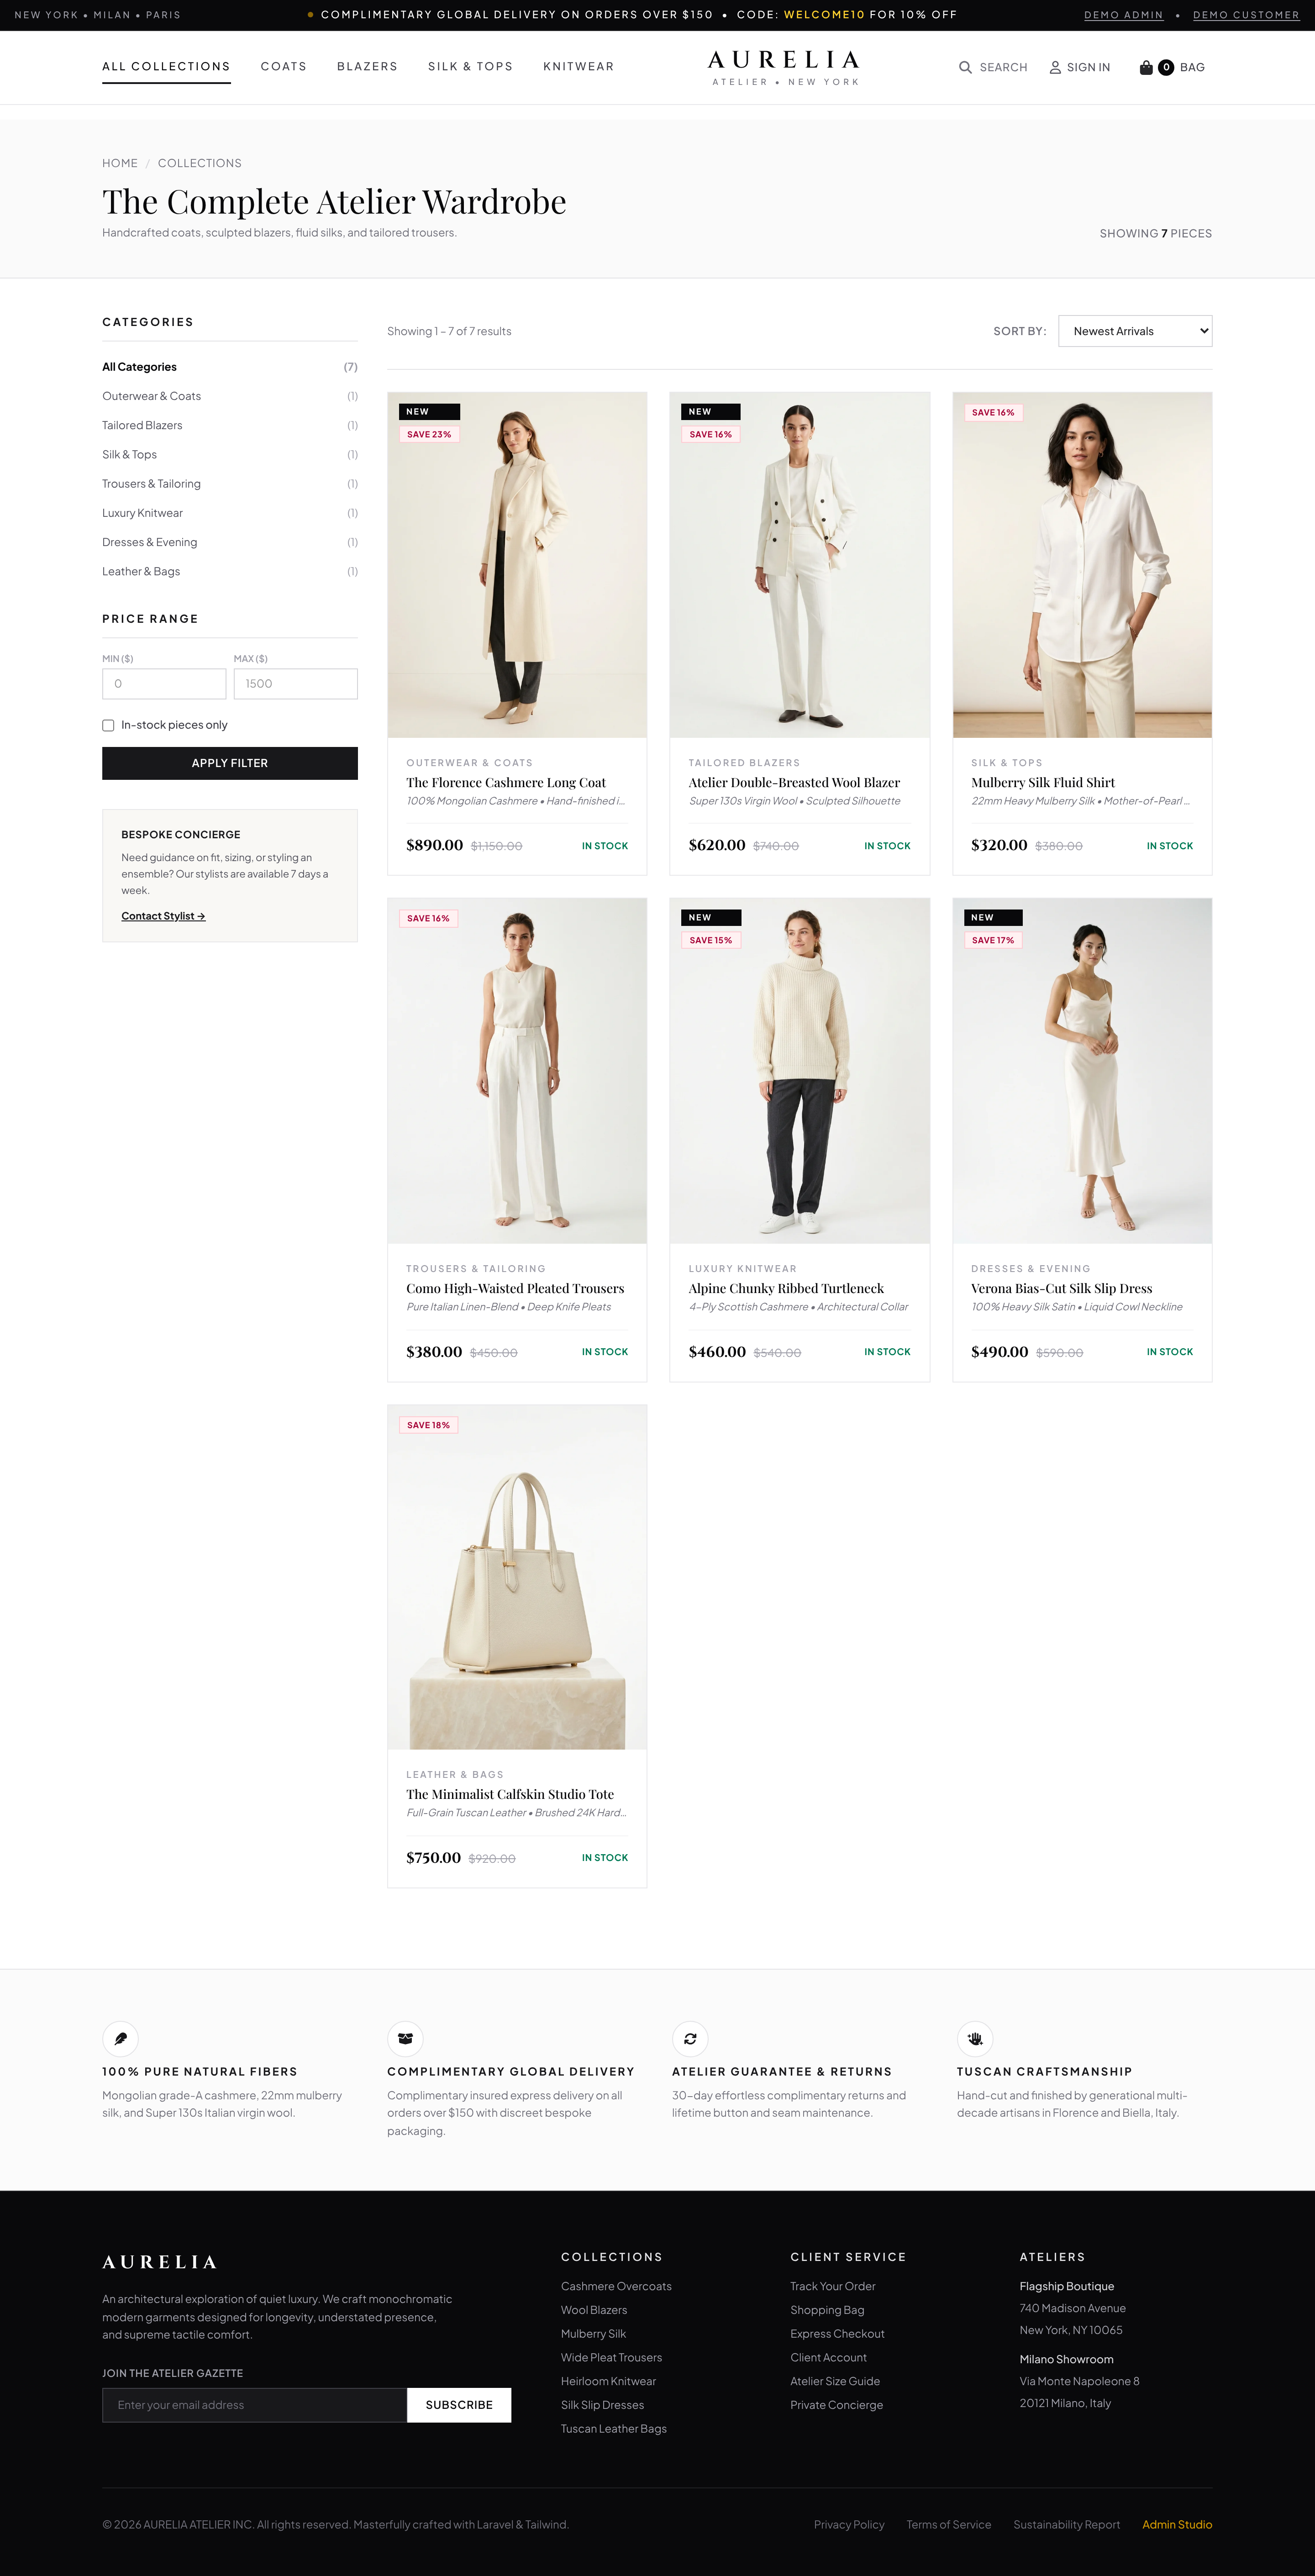 NEW YORK • MILAN • PARIS
COMPLIMENTARY GLOBAL DELIVERY ON ORDERS OVER $150 • CODE: WELCOME10 FOR 10% OFF
DEMO ADMIN • DEMO CUSTOMER
ALL COLLECTIONS COATS BLAZERS SILK & TOPS KNITWEAR
AURELIA
ATELIER • NEW YORK
SEARCH SIGN IN 0 BAG
HOME / COLLECTIONS
The Complete Atelier Wardrobe
Handcrafted coats, sculpted blazers, fluid silks, and tailored trousers.
SHOWING 7 PIECES
CATEGORIES
All Categories (7)
Outerwear & Coats (1)
Tailored Blazers (1)
Silk & Tops (1)
Trousers & Tailoring (1)
Luxury Knitwear (1)
Dresses & Evening (1)
Leather & Bags (1)
PRICE RANGE
MIN ($) MAX ($)
0 1500
In-stock pieces only
APPLY FILTER
BESPOKE CONCIERGE
Need guidance on fit, sizing, or styling an
ensemble? Our stylists are available 7 days a
week.
Contact Stylist →
Showing 1 – 7 of 7 results
SORT BY: Newest Arrivals
NEW
SAVE 23%
OUTERWEAR & COATS
The Florence Cashmere Long Coat
100% Mongolian Cashmere • Hand-finished i...
$890.00 $1,150.00 IN STOCK
NEW
SAVE 16%
TAILORED BLAZERS
Atelier Double-Breasted Wool Blazer
Super 130s Virgin Wool • Sculpted Silhouette
$620.00 $740.00 IN STOCK
SAVE 16%
SILK & TOPS
Mulberry Silk Fluid Shirt
22mm Heavy Mulberry Silk • Mother-of-Pearl ...
$320.00 $380.00 IN STOCK
SAVE 16%
TROUSERS & TAILORING
Como High-Waisted Pleated Trousers
Pure Italian Linen-Blend • Deep Knife Pleats
$380.00 $450.00 IN STOCK
NEW
SAVE 15%
LUXURY KNITWEAR
Alpine Chunky Ribbed Turtleneck
4-Ply Scottish Cashmere • Architectural Collar
$460.00 $540.00 IN STOCK
NEW
SAVE 17%
DRESSES & EVENING
Verona Bias-Cut Silk Slip Dress
100% Heavy Silk Satin • Liquid Cowl Neckline
$490.00 $590.00 IN STOCK
SAVE 18%
LEATHER & BAGS
The Minimalist Calfskin Studio Tote
Full-Grain Tuscan Leather • Brushed 24K Hard...
$750.00 $920.00 IN STOCK
100% PURE NATURAL FIBERS
Mongolian grade-A cashmere, 22mm mulberry
silk, and Super 130s Italian virgin wool.
COMPLIMENTARY GLOBAL DELIVERY
Complimentary insured express delivery on all
orders over $150 with discreet bespoke
packaging.
ATELIER GUARANTEE & RETURNS
30-day effortless complimentary returns and
lifetime button and seam maintenance.
TUSCAN CRAFTSMANSHIP
Hand-cut and finished by generational multi-
decade artisans in Florence and Biella, Italy.
AURELIA
An architectural exploration of quiet luxury. We craft monochromatic
modern garments designed for longevity, understated presence,
and supreme tactile comfort.
JOIN THE ATELIER GAZETTE
Enter your email address SUBSCRIBE
COLLECTIONS
Cashmere Overcoats
Wool Blazers
Mulberry Silk
Wide Pleat Trousers
Heirloom Knitwear
Silk Slip Dresses
Tuscan Leather Bags
CLIENT SERVICE
Track Your Order
Shopping Bag
Express Checkout
Client Account
Atelier Size Guide
Private Concierge
ATELIERS
Flagship Boutique
740 Madison Avenue
New York, NY 10065
Milano Showroom
Via Monte Napoleone 8
20121 Milano, Italy
© 2026 AURELIA ATELIER INC. All rights reserved. Masterfully crafted with Laravel & Tailwind.
Privacy Policy Terms of Service Sustainability Report Admin Studio